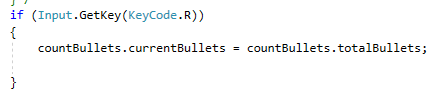 if (Input.GetKey(KeyCode.R))
{
countBullets.currentBullets = countBullets.totalBullets;
}